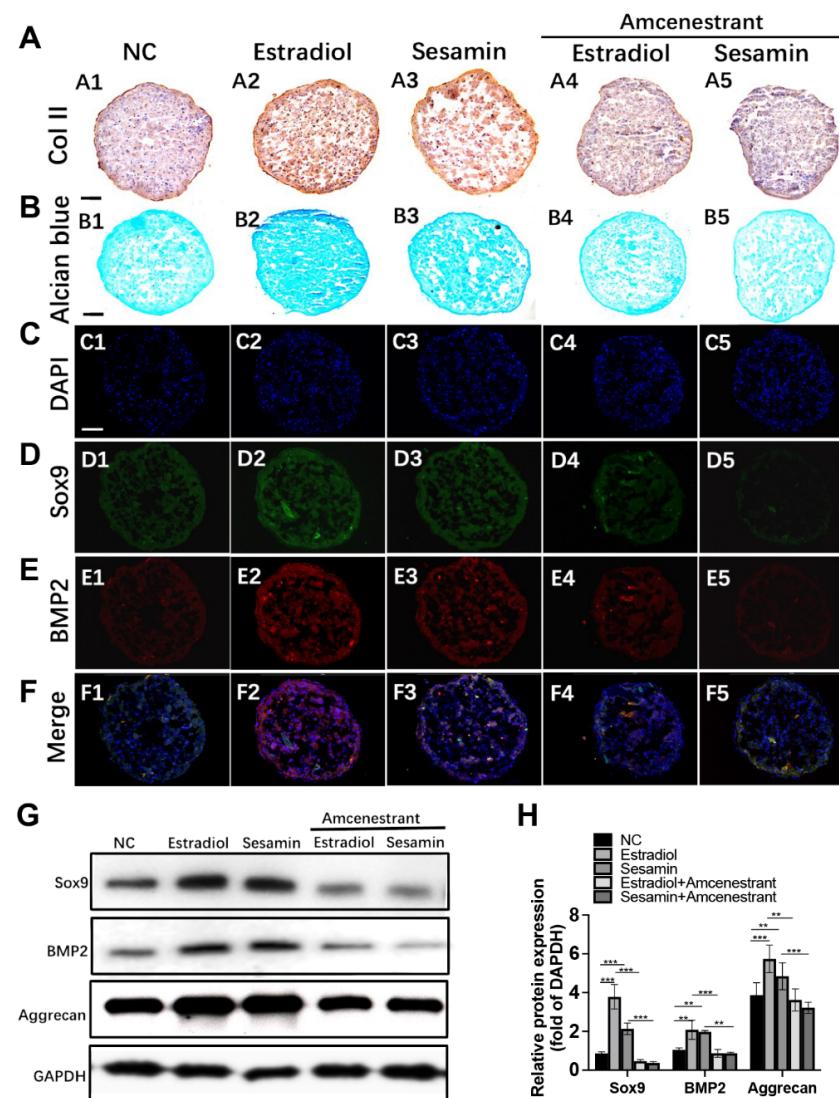 Amcenestrant
A NC Estradiol Sesamin Estradiol Sesamin
A1 A2 A3 A4 A5
Col II
B
B1 B2 B3 B4 B5
Alcian blue
C
C1 C2 C3 C4 C5
DAPI
D
D1 D2 D3 D4 D5
Sox9
E
E1 E2 E3 E4 E5
BMP2
F
F1 F2 F3 F4 F5
Merge
G
Amcenestrant
NC Estradiol Sesamin Estradiol Sesamin
Sox9
BMP2
Aggrecan
GAPDH
H
NC
Estradiol
Sesamin
Estradiol+Amcenestrant
Sesamin+Amcenestrant
Relative protein expression
(fold of DAPDH)
8
6
4
2
0
*** *** *** ***
** ** *** **
*** ** ** ***
Sox9 BMP2 Aggrecan